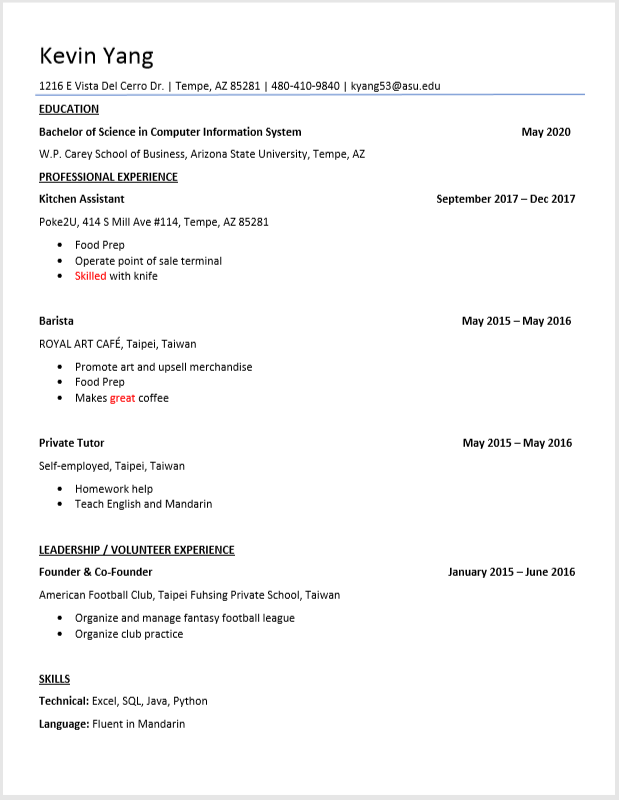 Kevin Yang
1216 E Vista Del Cerro Dr. | Tempe, AZ 85281 | 480-410-9840 | kyang53@asu.edu
EDUCATION
Bachelor of Science in Computer Information System May 2020
W.P. Carey School of Business, Arizona State University, Tempe, AZ
PROFESSIONAL EXPERIENCE
Kitchen Assistant September 2017 – Dec 2017
Poke2U, 414 S Mill Ave #114, Tempe, AZ 85281
• Food Prep
• Operate point of sale terminal
• Skilled with knife
Barista May 2015 – May 2016
ROYAL ART CAFÉ, Taipei, Taiwan
• Promote art and upsell merchandise
• Food Prep
• Makes great coffee
Private Tutor May 2015 – May 2016
Self-employed, Taipei, Taiwan
• Homework help
• Teach English and Mandarin
LEADERSHIP / VOLUNTEER EXPERIENCE
Founder & Co-Founder January 2015 – June 2016
American Football Club, Taipei Fuhsing Private School, Taiwan
• Organize and manage fantasy football league
• Organize club practice
SKILLS
Technical: Excel, SQL, Java, Python
Language: Fluent in Mandarin